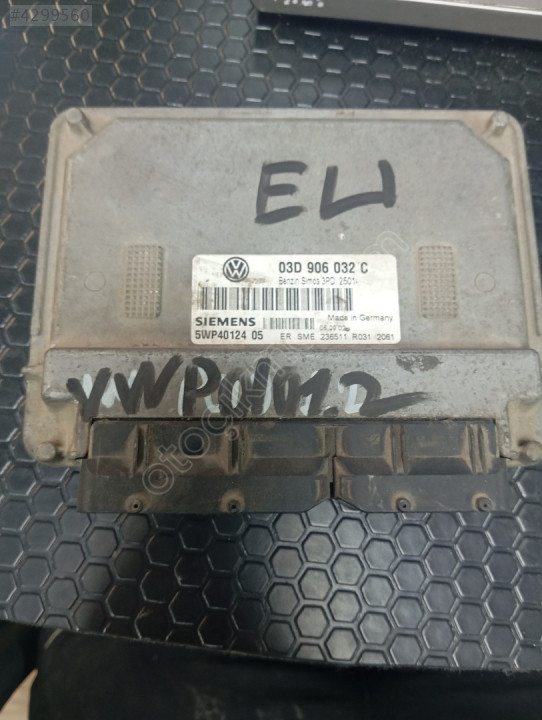 #4299560
ELI
03D 906 032 C
Benzin Simos 3PD 2501
SIEMENS
Made in Germany
5WP40124 05
ER SME 236511 R031 2061
VWPOLO1.2